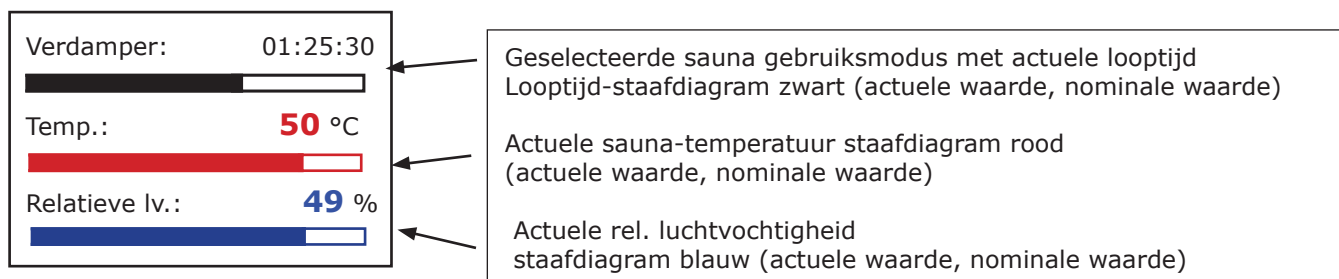 Verdamper: 01:25:30
Temp.: 50 °C
Relatieve lv.: 49 %
Geselecteerde sauna gebruiksmodus met actuele looptijd
Looptijd-staafdiagram zwart (actuele waarde, nominale waarde)
Actuele sauna-temperatuur staafdiagram rood
(actuele waarde, nominale waarde)
Actuele rel. luchtvochtigheid
staafdiagram blauw (actuele waarde, nominale waarde)